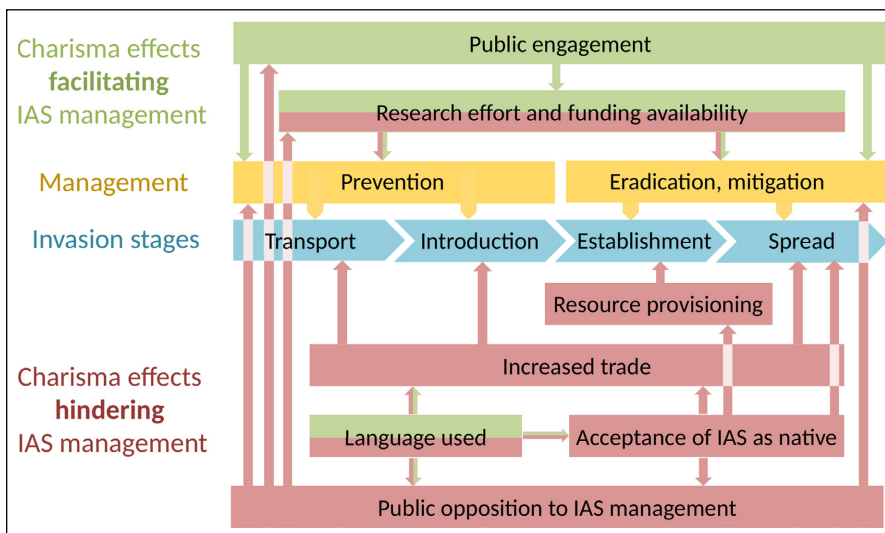 Charisma effects
facilitating
IAS management
Public engagement
Research effort and funding availability
Management
Prevention
Eradication, mitigation
Invasion stages
Transport
Introduction
Establishment
Spread
Resource provisioning
Charisma effects
hindering
IAS management
Increased trade
Language used
Acceptance of IAS as native
Public opposition to IAS management